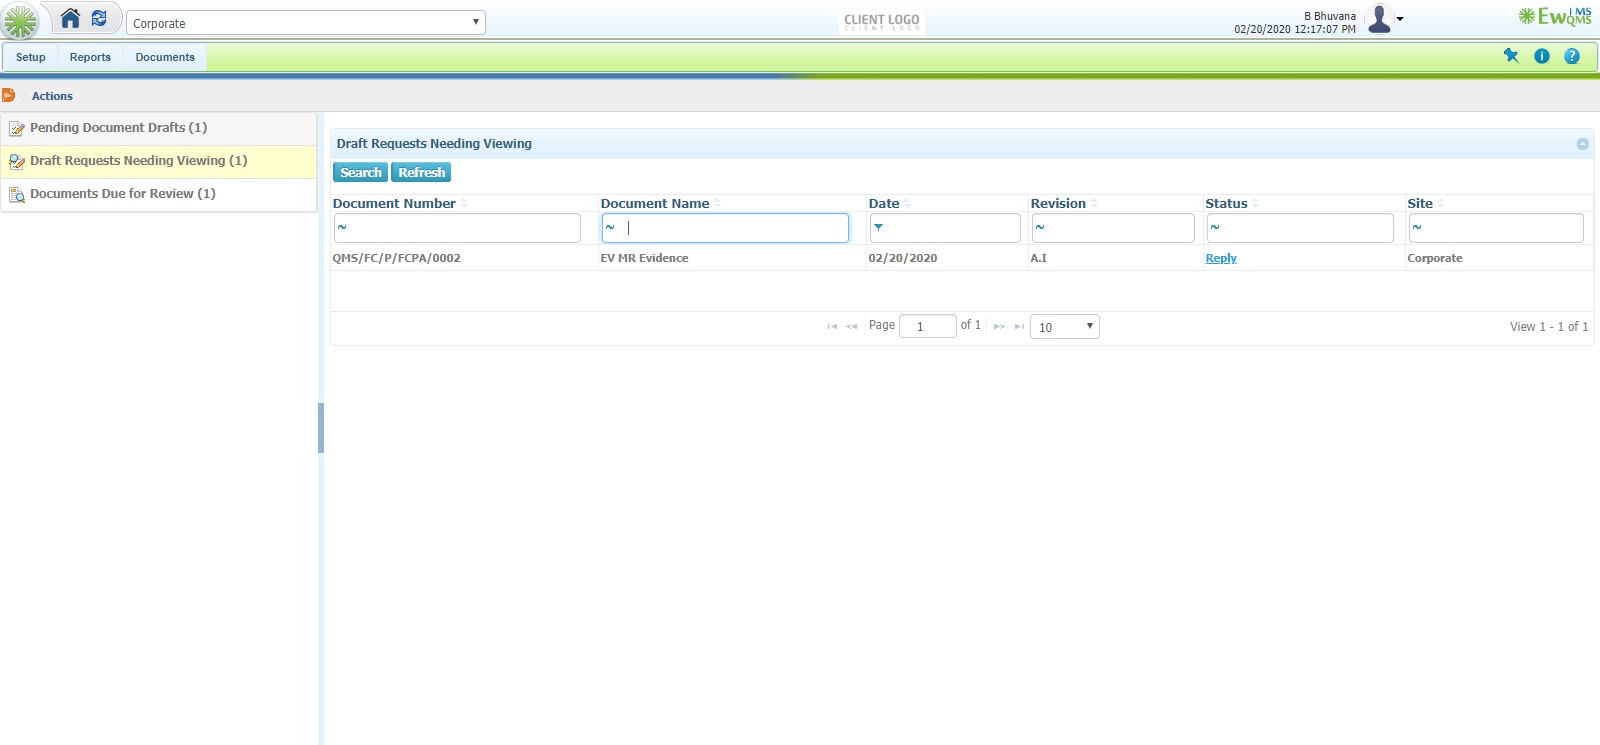 Corporate
CLIENT LOGO
CLIENT LOGO
B Bhuvana
02/20/2020 12:17:07 PM
EwQMS IMS
Setup Reports Documents
Actions
Pending Document Drafts (1)
Draft Requests Needing Viewing (1)
Documents Due for Review (1)
Draft Requests Needing Viewing
Search Refresh
Document Number Document Name Date Revision Status Site
~ ~ ~ ~ ~
QMS/FC/P/FCPA/0002 EV MR Evidence 02/20/2020 A.I Reply Corporate
Page 1 of 1 10 View 1 - 1 of 1